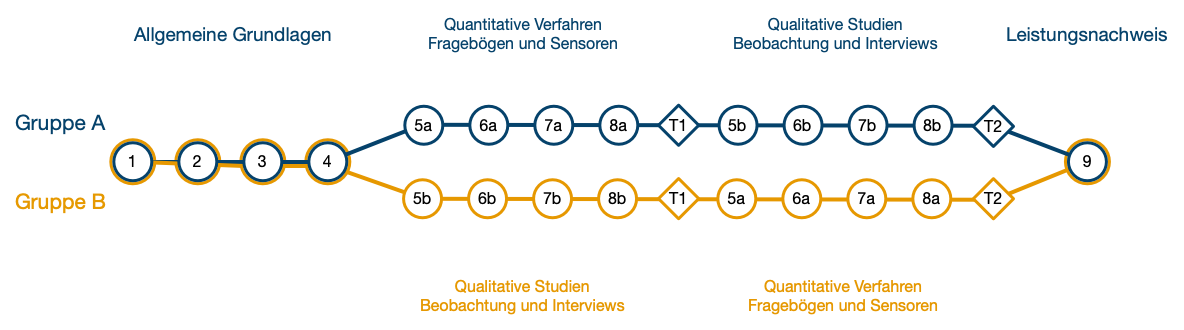 Allgemeine Grundlagen
Quantitative Verfahren
Fragebögen und Sensoren
Qualitative Studien
Beobachtung und Interviews
Leistungsnachweis
Gruppe A
5a 6a 7a 8a T1 5b 6b 7b 8b T2
1 2 3 4 9
Gruppe B
5b 6b 7b 8b T1 5a 6a 7a 8a T2
Qualitative Studien
Beobachtung und Interviews
Quantitative Verfahren
Fragebögen und Sensoren